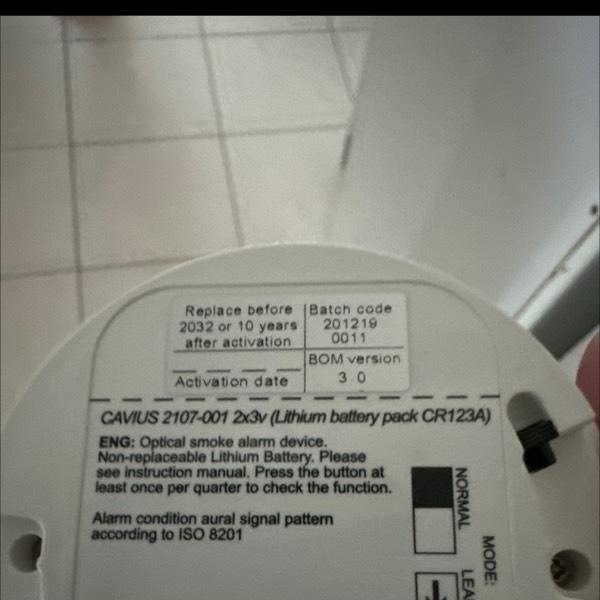 Replace before
2032 or 10 years
after activation
Activation date
Batch code
201219
0011
BOM version
3.0
CAVIUS 2107-001 2x3v (Lithium battery pack CR123A)
ENG: Optical smoke alarm device.
Non-replaceable Lithium Battery. Please
see instruction manual. Press the button at
least once per quarter to check the function.
Alarm condition aural signal pattern
according to ISO 8201
NORMAL
MODE: